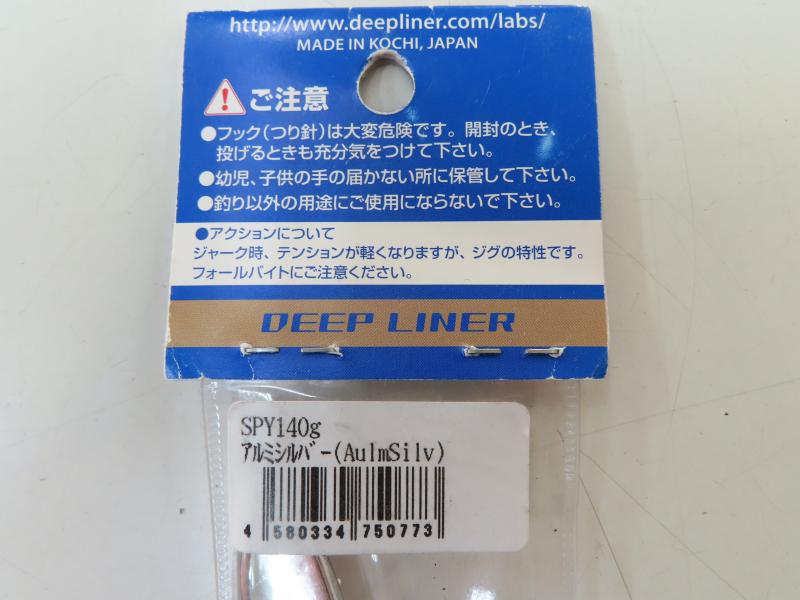 http://www.deepliner.com/labs/
MADE IN KOCHI, JAPAN
ご注意
●フック(つり針)は大変危険です。開封のとき、
投げるときも充分気をつけて下さい。
●幼児、子供の手の届かない所に保管して下さい。
●釣り以外の用途にご使用にならないで下さい。
●アクションについて
ジャーク時、テンションが軽くなりますが、ジグの特性です。
フォールバイトにご注意ください。
DEEP LINER
SPY140g
ｱﾙﾐｼﾙﾊﾞｰ(AulmSilv)
4 580334 750773